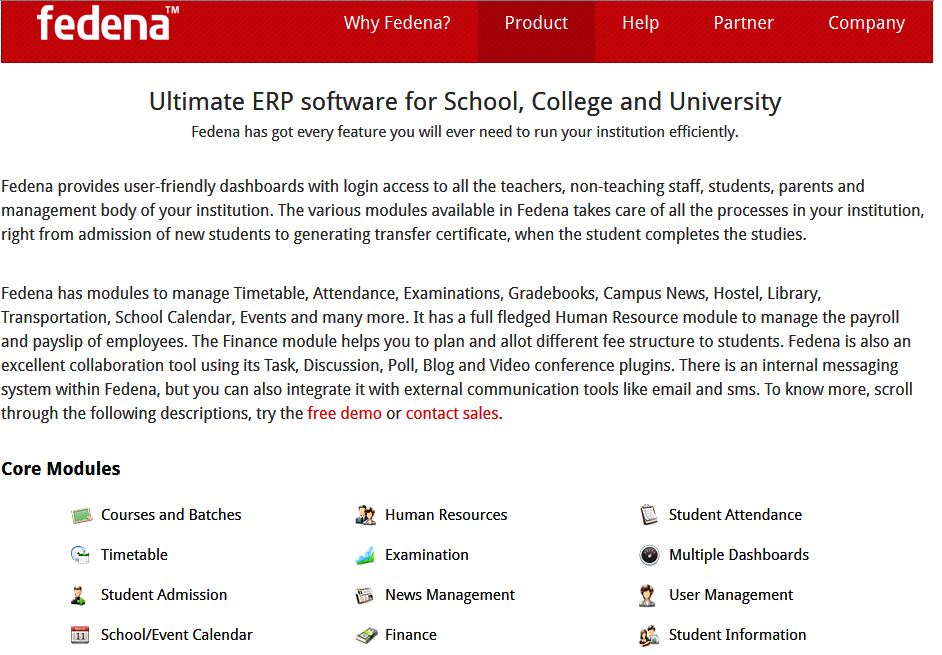 fedena™
Why Fedena?
Product
Help
Partner
Company
Ultimate ERP software for School, College and University
Fedena has got every feature you will ever need to run your institution efficiently.
Fedena provides user-friendly dashboards with login access to all the teachers, non-teaching staff, students, parents and
management body of your institution. The various modules available in Fedena takes care of all the processes in your institution,
right from admission of new students to generating transfer certificate, when the student completes the studies.
Fedena has modules to manage Timetable, Attendance, Examinations, Gradebooks, Campus News, Hostel, Library,
Transportation, School Calendar, Events and many more. It has a full fledged Human Resource module to manage the payroll
and payslip of employees. The Finance module helps you to plan and allot different fee structure to students. Fedena is also an
excellent collaboration tool using its Task, Discussion, Poll, Blog and Video conference plugins. There is an internal messaging
system within Fedena, but you can also integrate it with external communication tools like email and sms. To know more, scroll
through the following descriptions, try the free demo or contact sales.
Core Modules
Courses and Batches
Human Resources
Student Attendance
Timetable
Examination
Multiple Dashboards
Student Admission
News Management
User Management
11
School/Event Calendar
Finance
Student Information